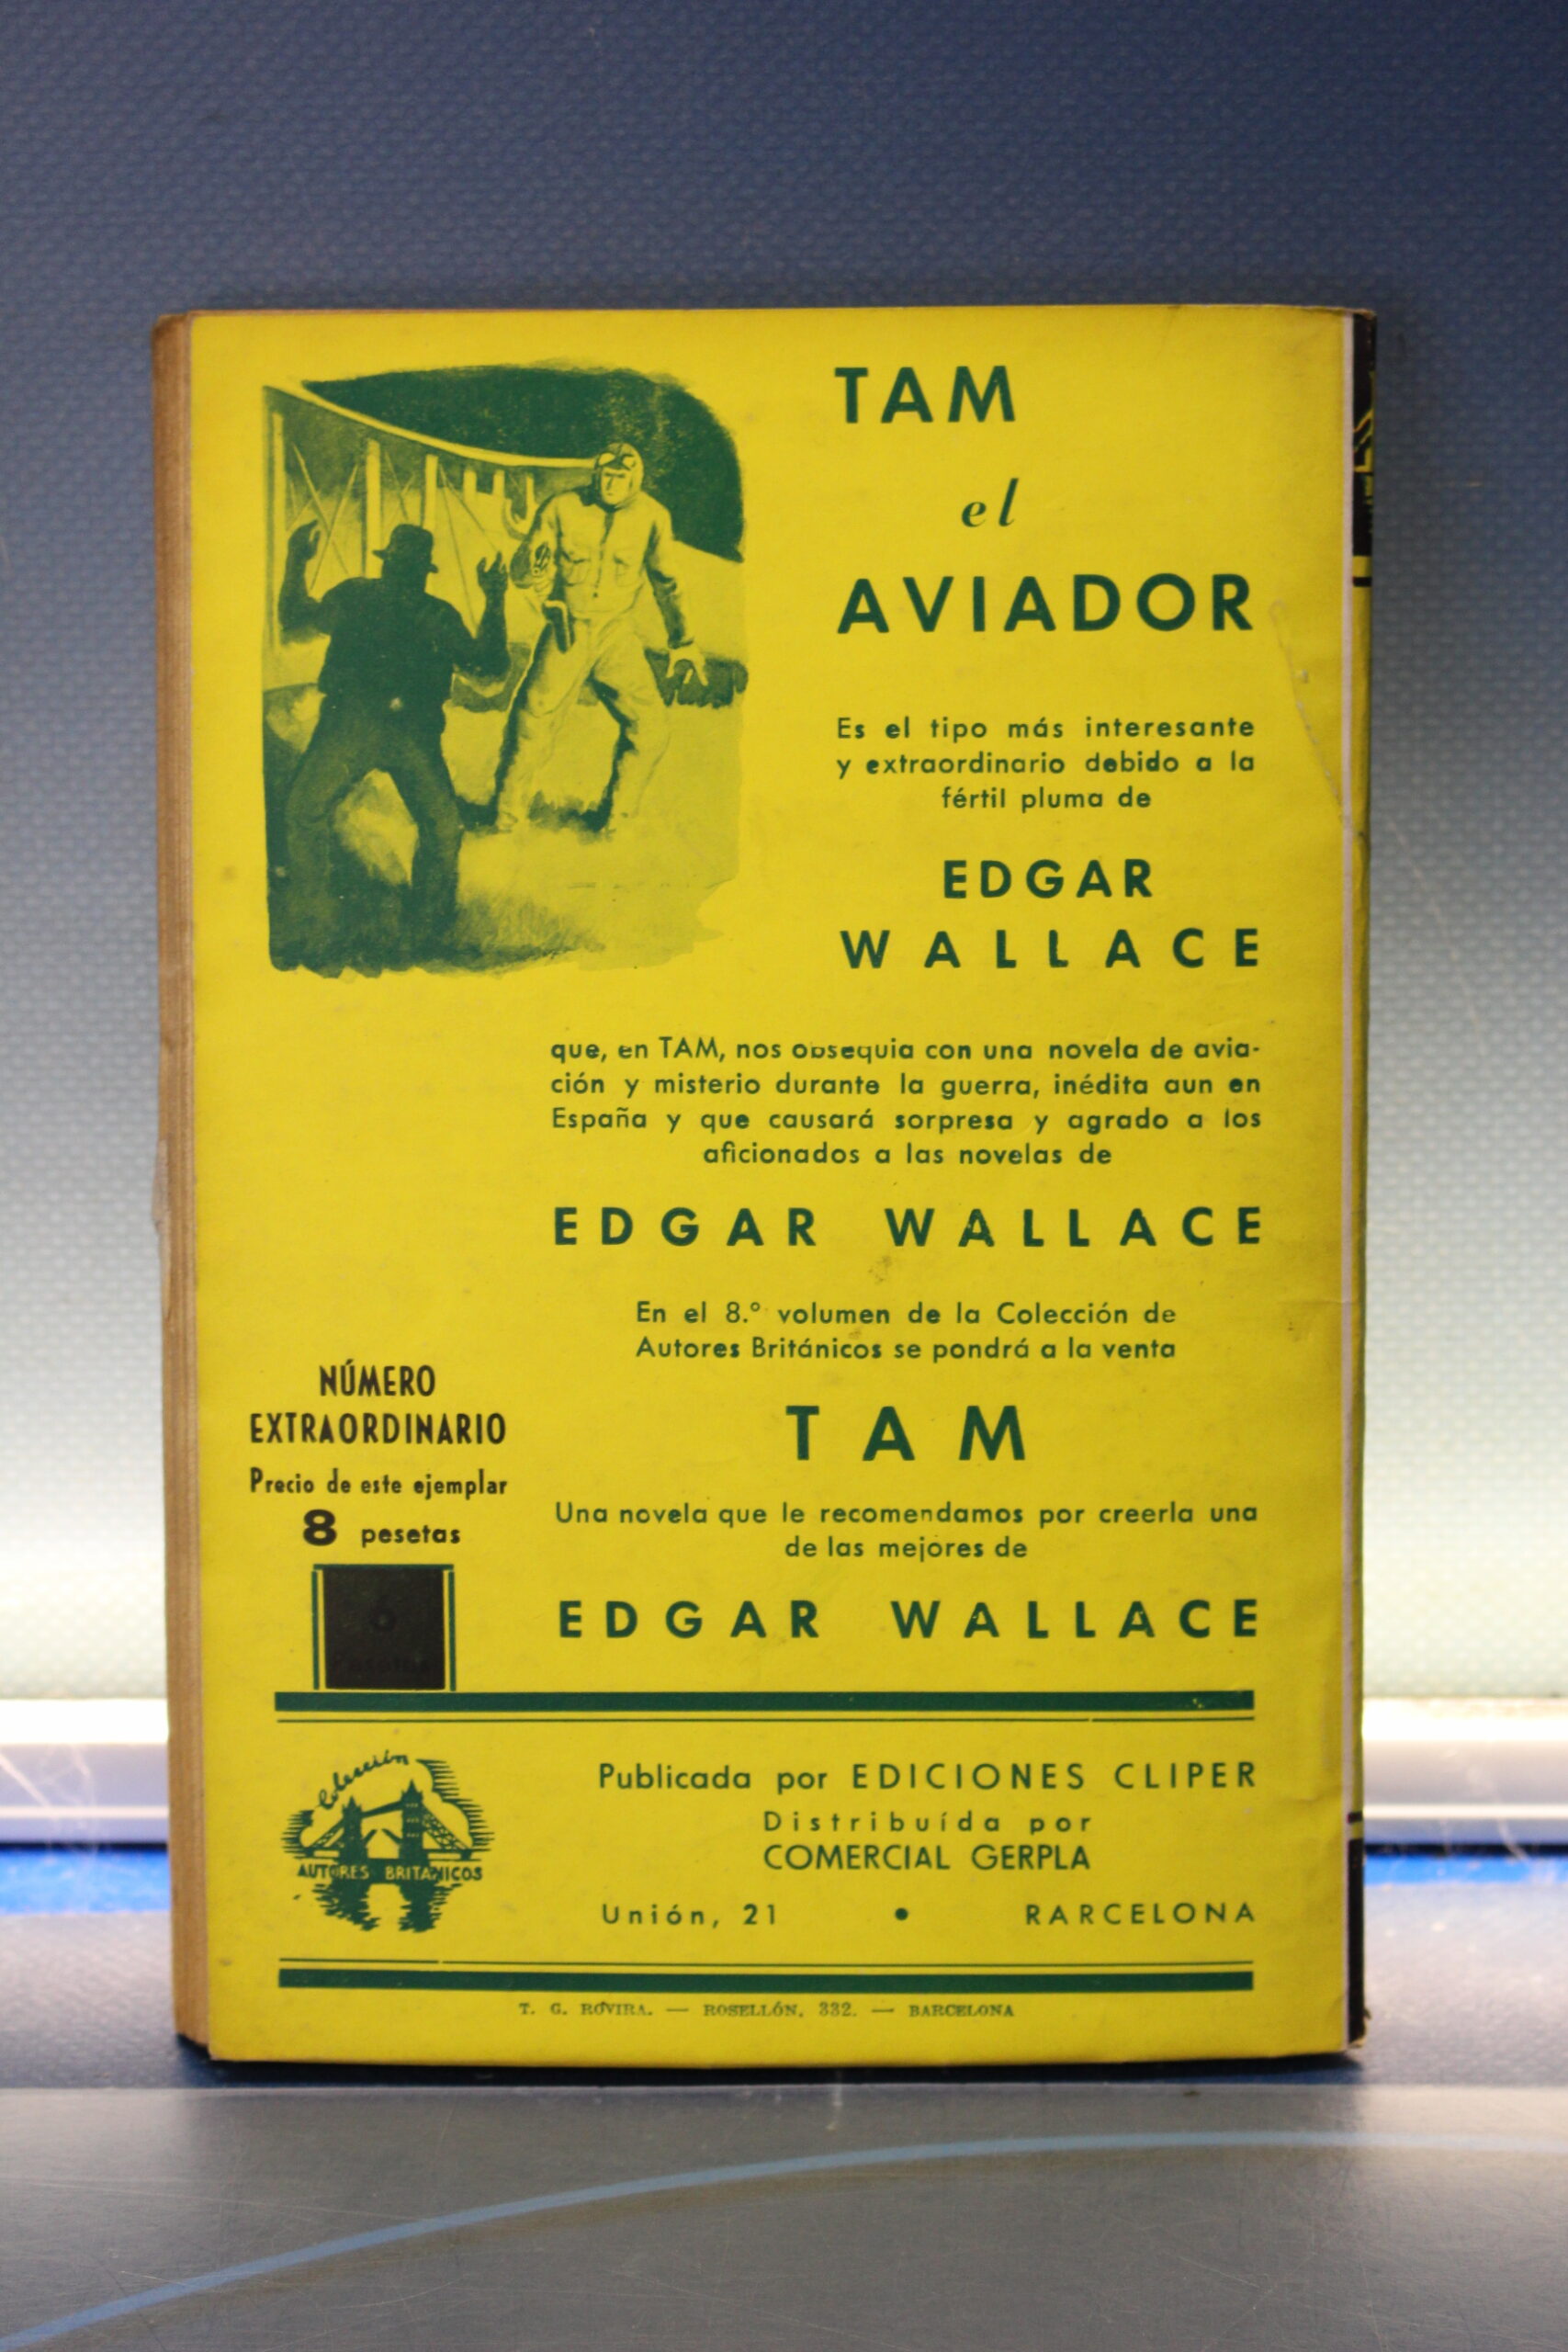 TAM
el
AVIADOR
Es el tipo más interesante
y extraordinario debido a la
fértil pluma de
EDGAR
WALLACE
que, en TAM, nos obsequia con una novela de avia-
ción y misterio durante la guerra, inédita aun en
España y que causará sorpresa y agrado a los
aficionados a las novelas de
EDGAR WALLACE
En el 8.° volumen de la Colección de
Autores Británicos se pondrá a la venta
TAM
Una novela que le recomendamos por creerla una
de las mejores de
EDGAR WALLACE
NÚMERO
EXTRAORDINARIO
Precio de este ejemplar
8 pesetas
Colección
AUTORES BRITANICOS
Publicada por EDICIONES CLIPER
Distribuída por
COMERCIAL GERPLA
Unión, 21 • RARCELONA
T. G. ROVIRA. — ROSELLÓN, 332. — BARCELONA